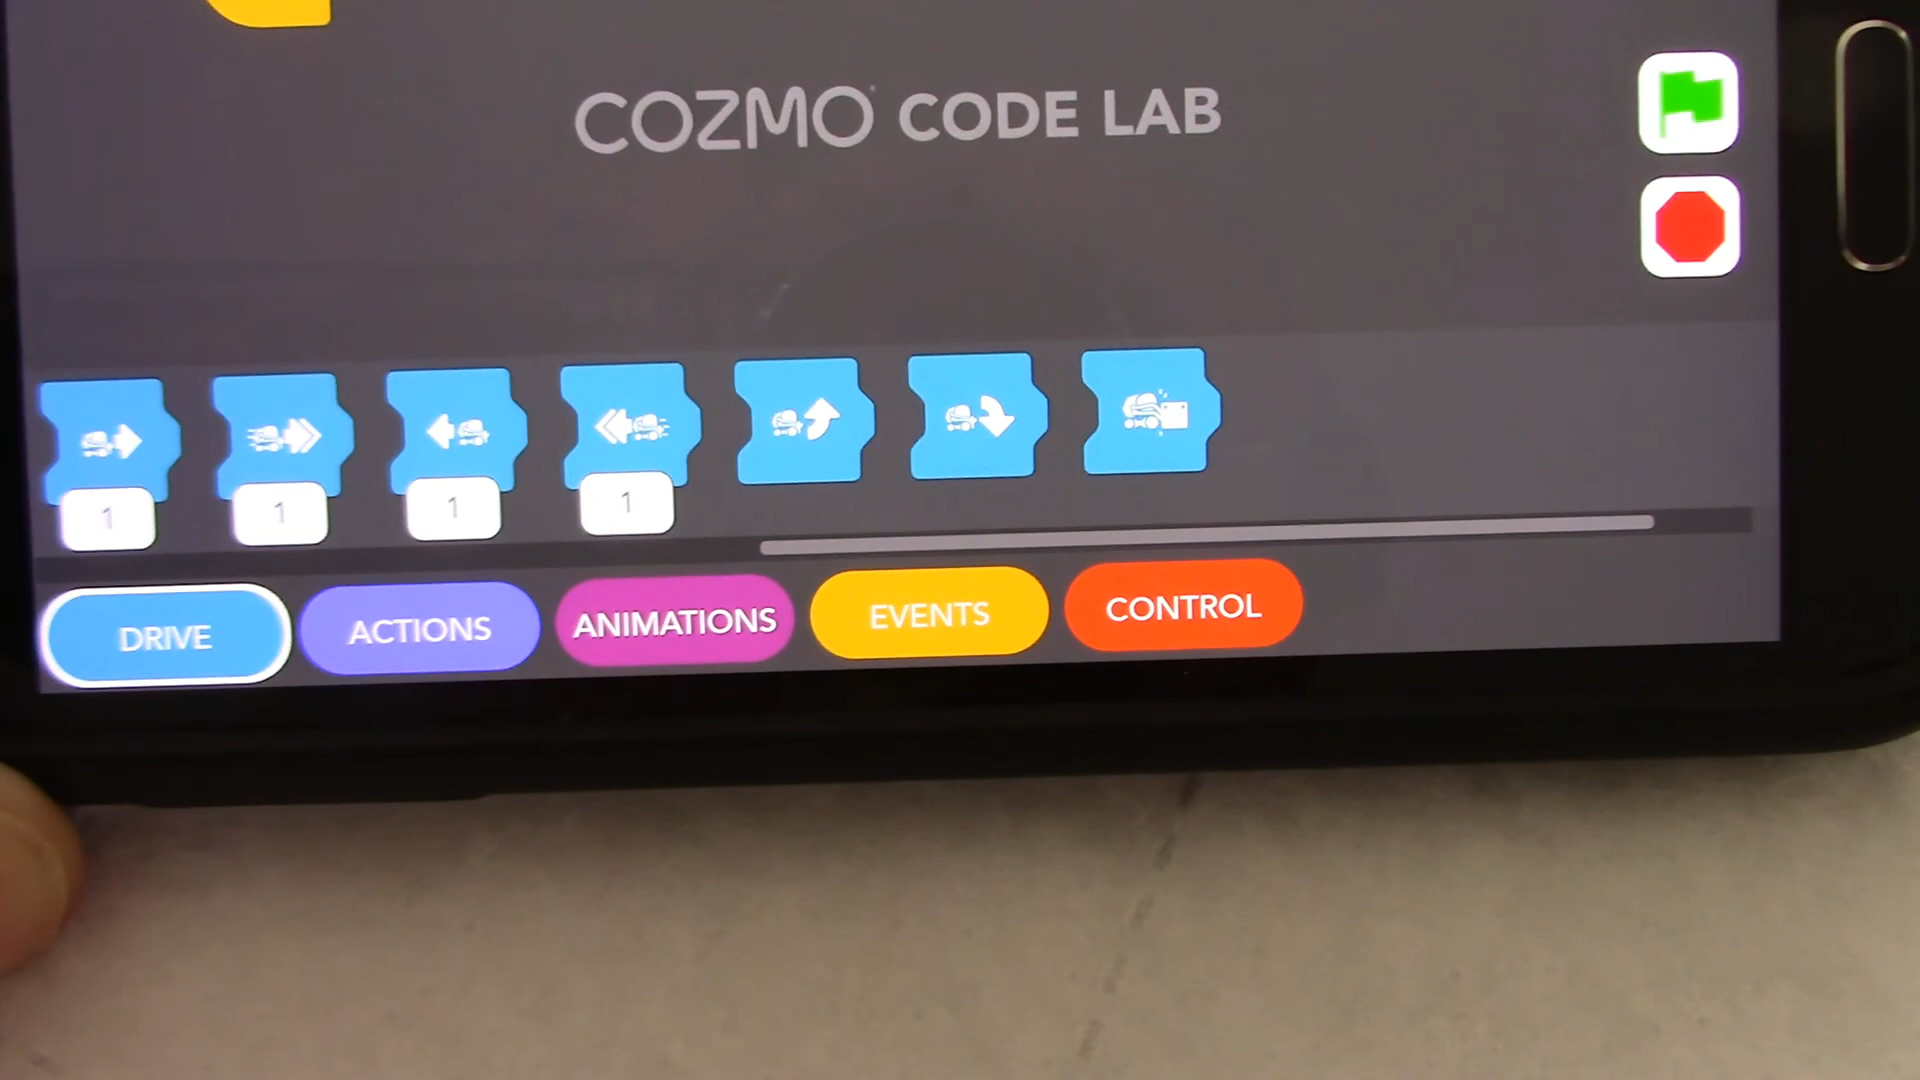 COZMO CODE LAB
1 1 1 1
DRIVE ACTIONS ANIMATIONS EVENTS CONTROL